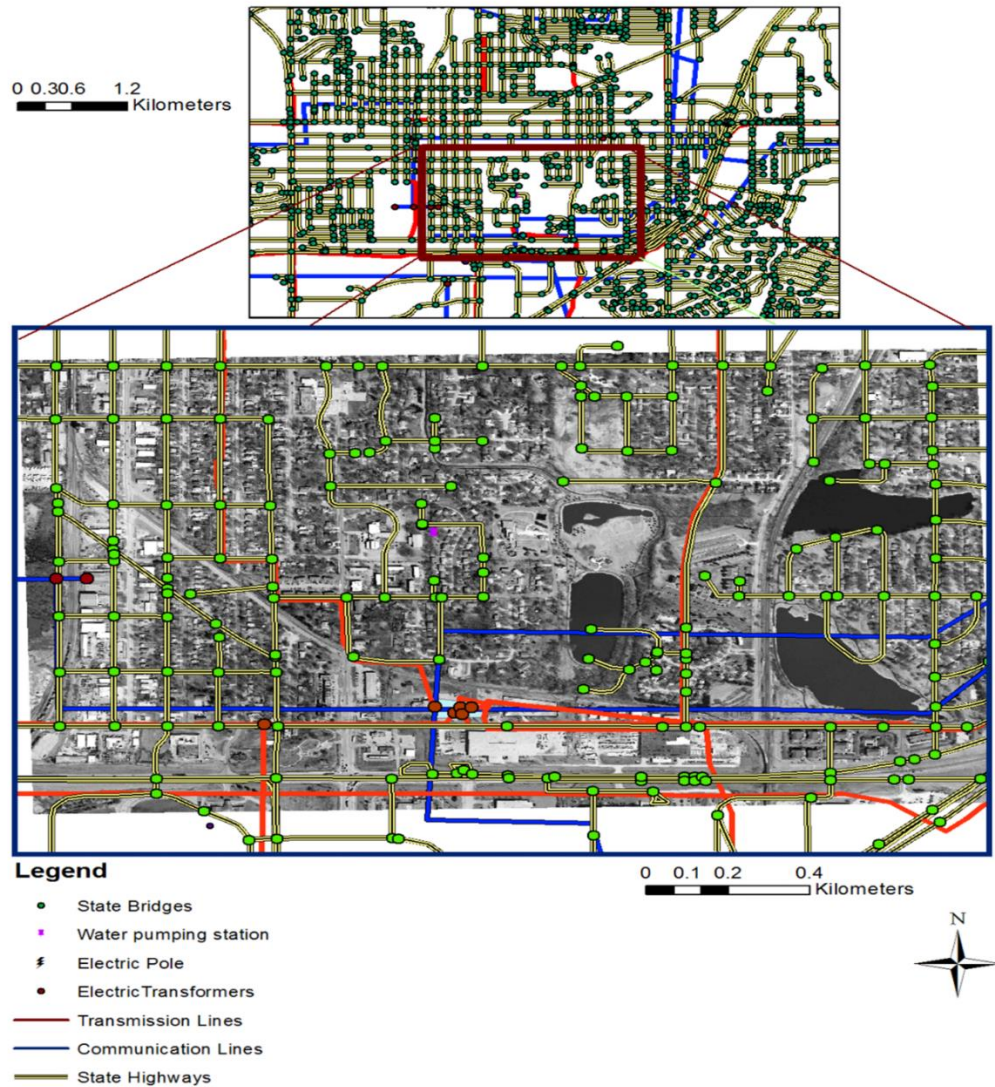 0 0.30.6 1.2
Kilometers
Legend
State Bridges
Water pumping station
Electric Pole
ElectricTransformers
Transmission Lines
Communication Lines
State Highways
0 0.1 0.2 0.4
Kilometers
N